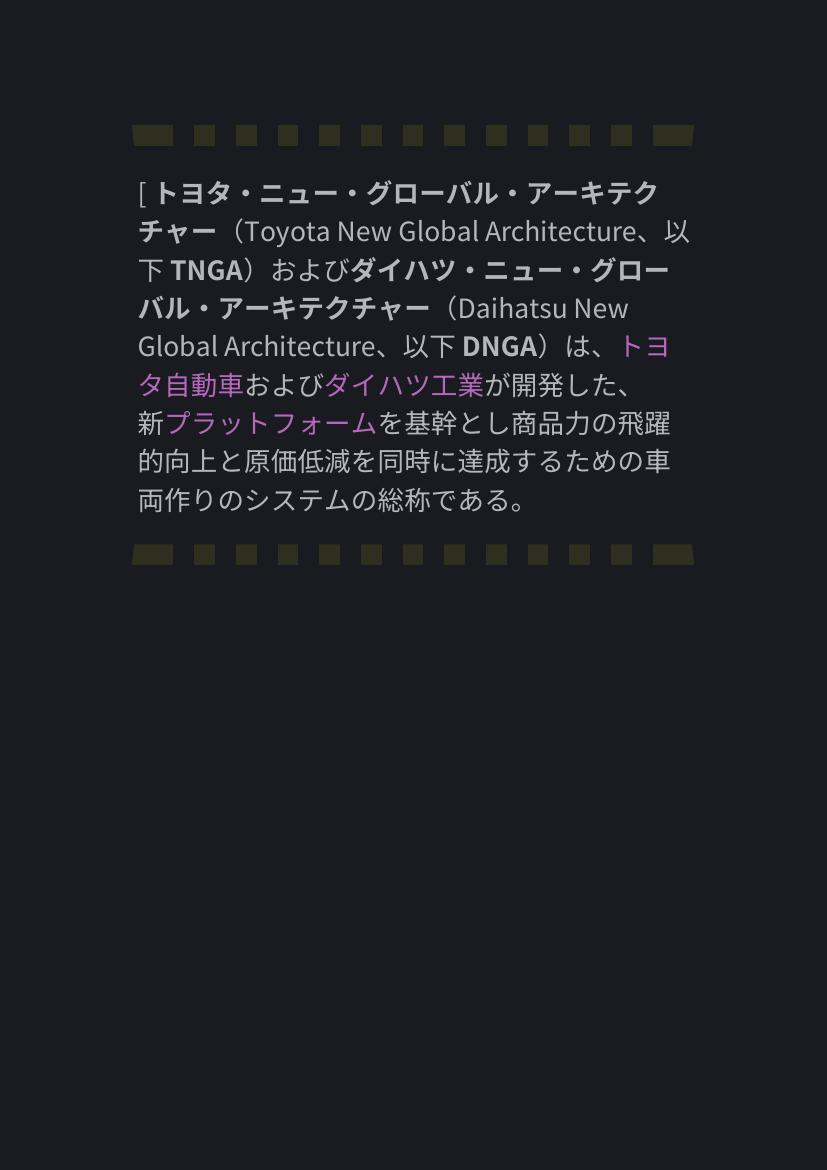 [ トヨタ・ニュー・グローバル・アーキテク
チャー（Toyota New Global Architecture、以
下 TNGA）およびダイハツ・ニュー・グロー
バル・アーキテクチャー（Daihatsu New
Global Architecture、以下 DNGA）は、トヨ
タ自動車およびダイハツ工業が開発した、
新プラットフォームを基幹とし商品力の飛躍
的向上と原価低減を同時に達成するための車
両作りのシステムの総称である。